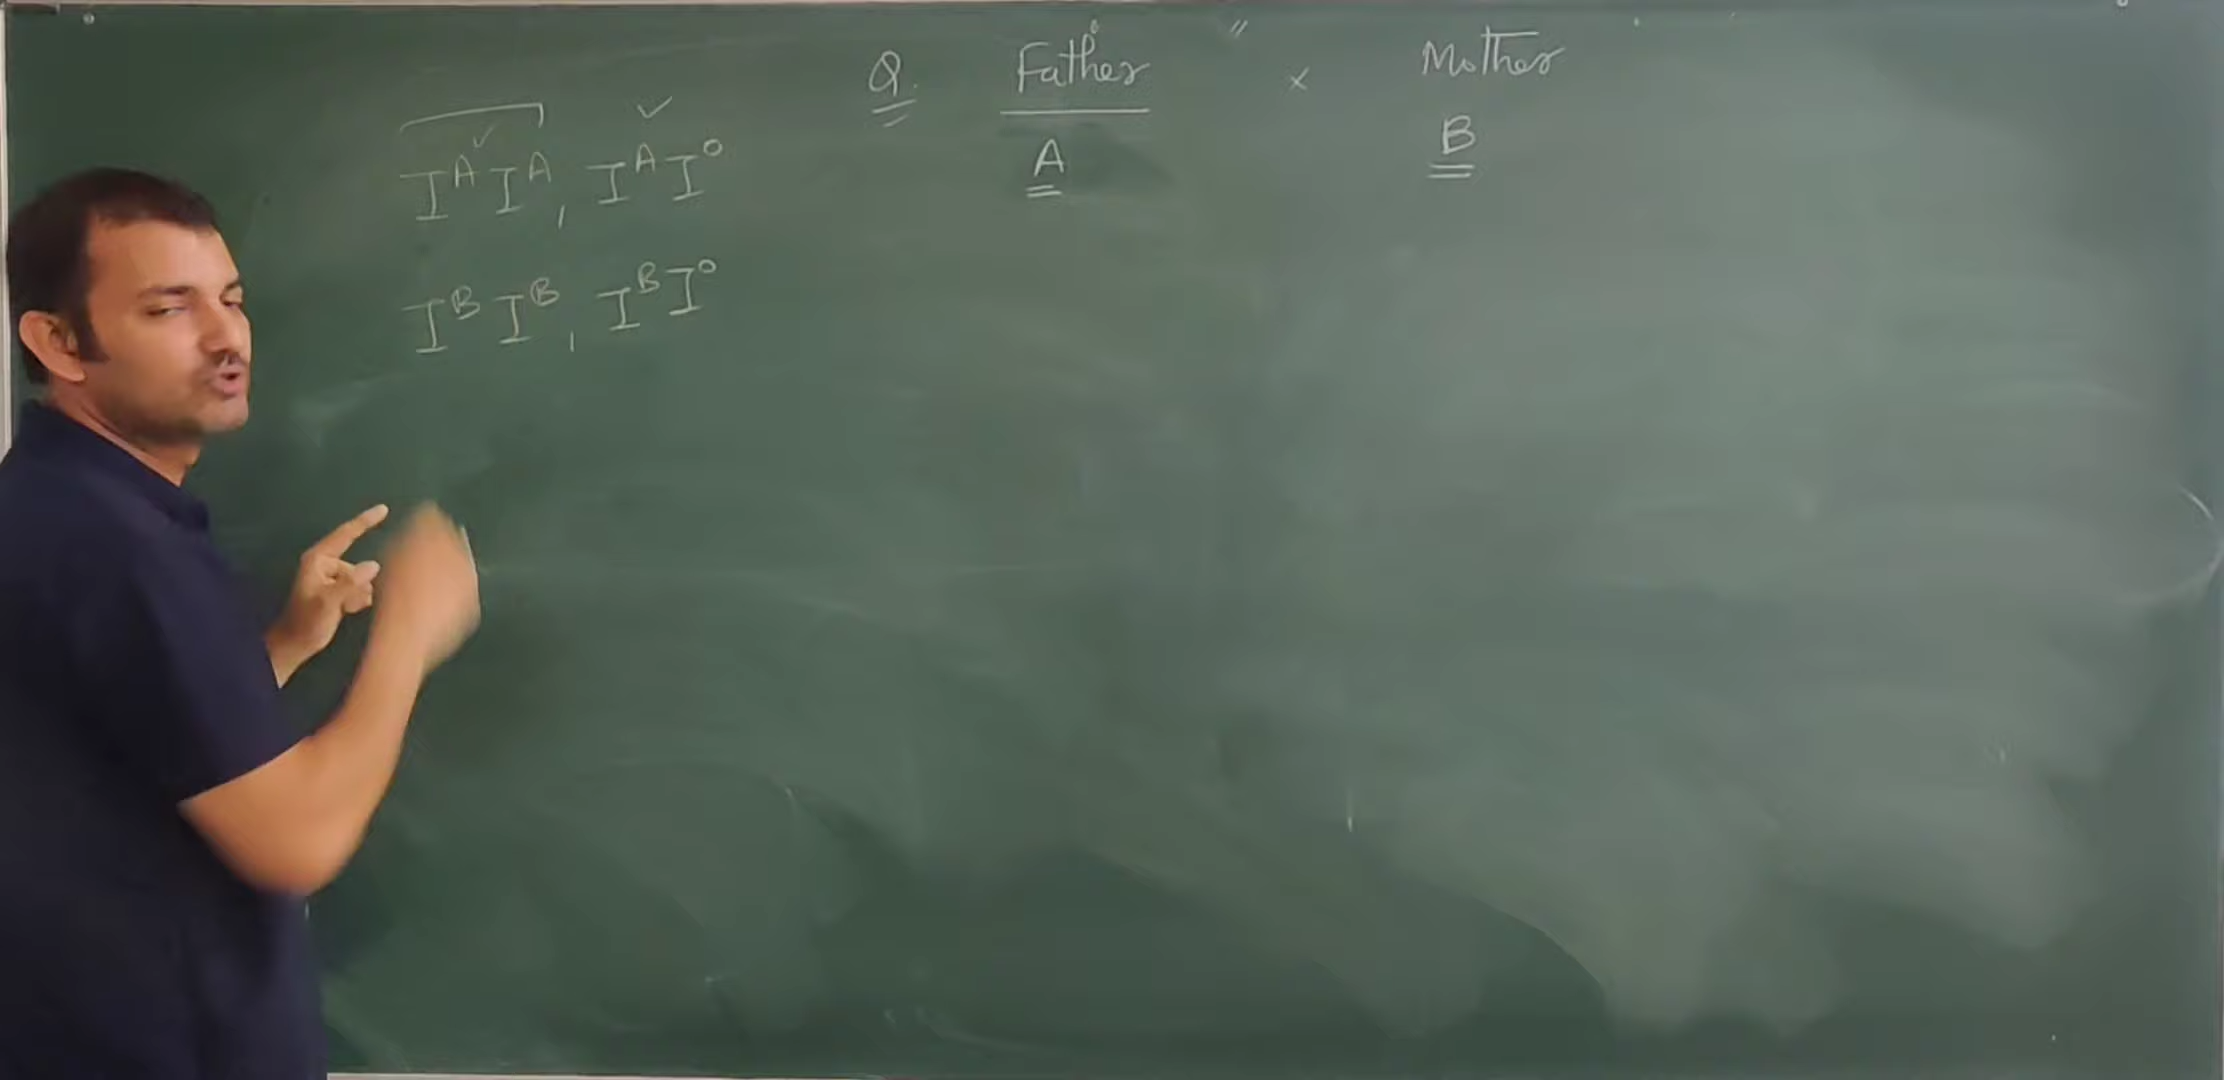 Q. Father × Mother
A B
I^A I^A, I^A I^o
I^B I^B, I^B I^o